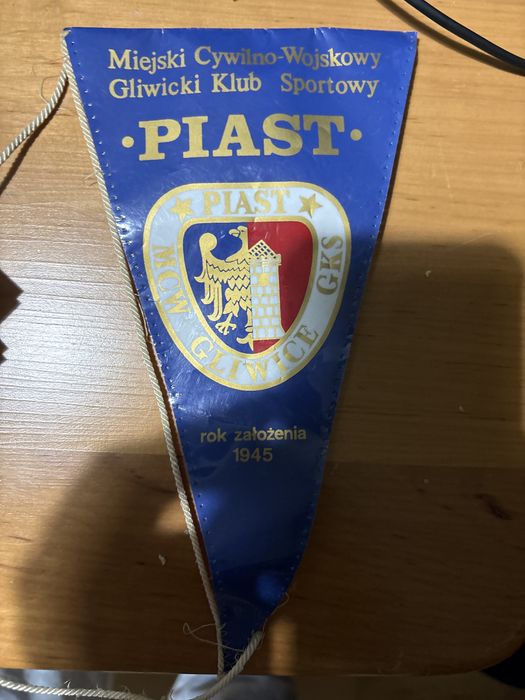 Miejski Cywilno-Wojskowy
Gliwicki Klub Sportowy
·PIAST·
PIAST
MCW GKS
GLIWICE
rok założenia
1945